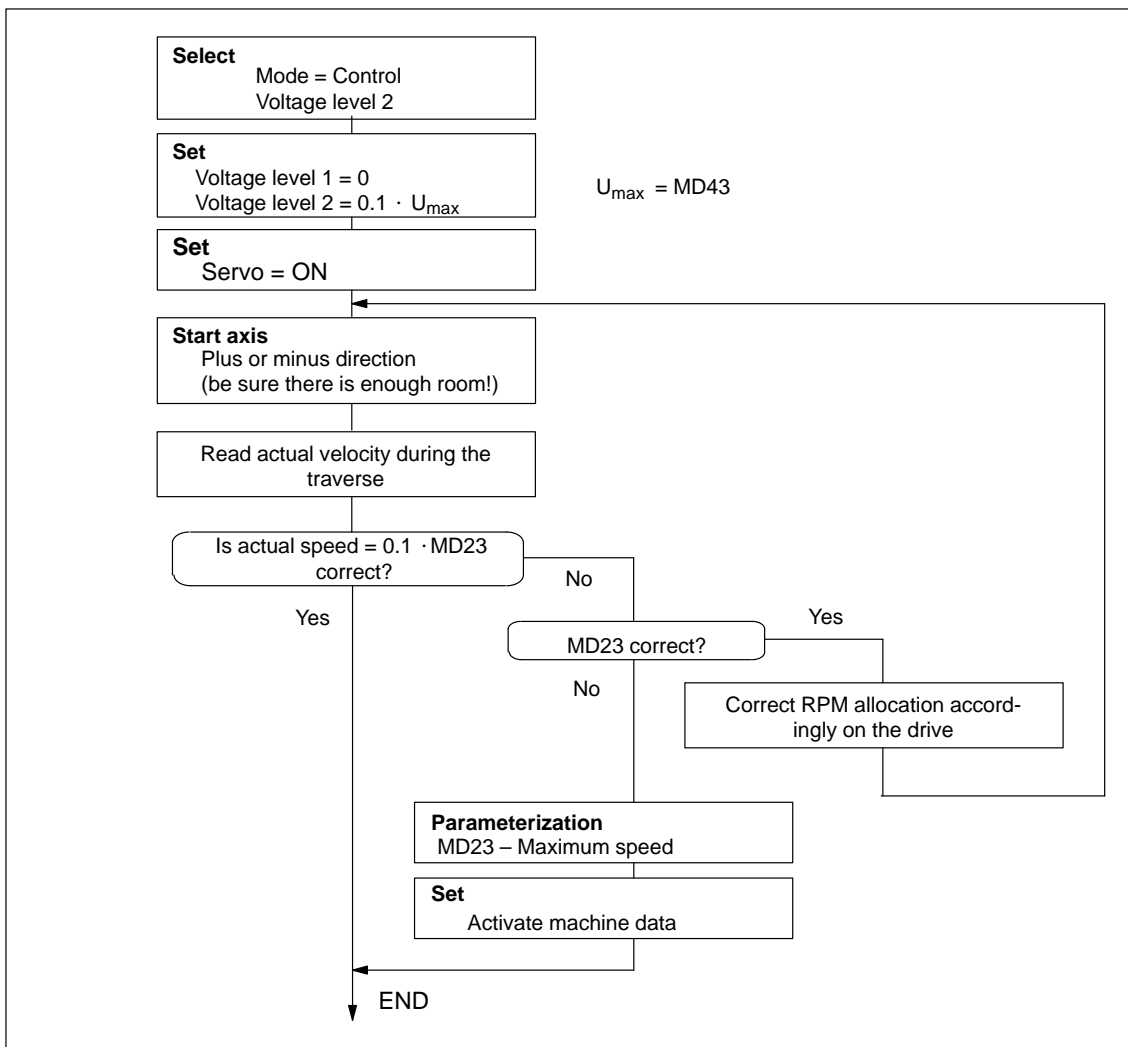 Select
Mode = Control
Voltage level 2
Set
Voltage level 1 = 0
Voltage level 2 = 0.1 · Umax
Umax = MD43
Set
Servo = ON
Start axis
Plus or minus direction
(be sure there is enough room!)
Read actual velocity during the
traverse
Is actual speed = 0.1 · MD23
correct?
No
Yes
MD23 correct?
Yes
No
Correct RPM allocation accord-
ingly on the drive
Parameterization
MD23 – Maximum speed
Set
Activate machine data
END